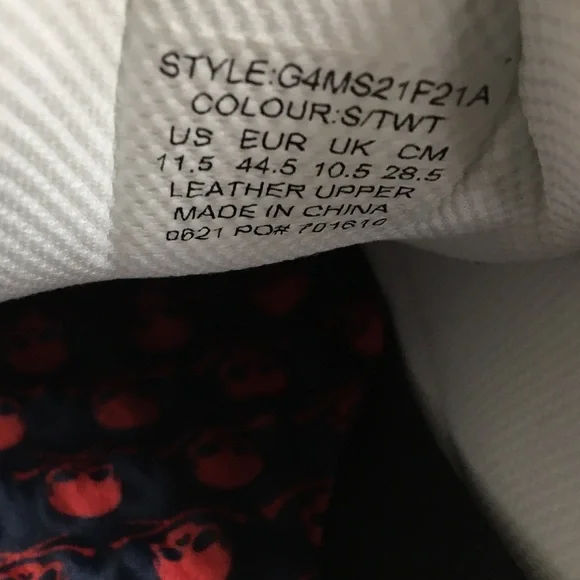 STYLE:G4MS21F21A
COLOUR:S/TWT
US EUR UK CM
11.5 44.5 10.5 28.5
LEATHER UPPER
MADE IN CHINA
0621 PO# 701610